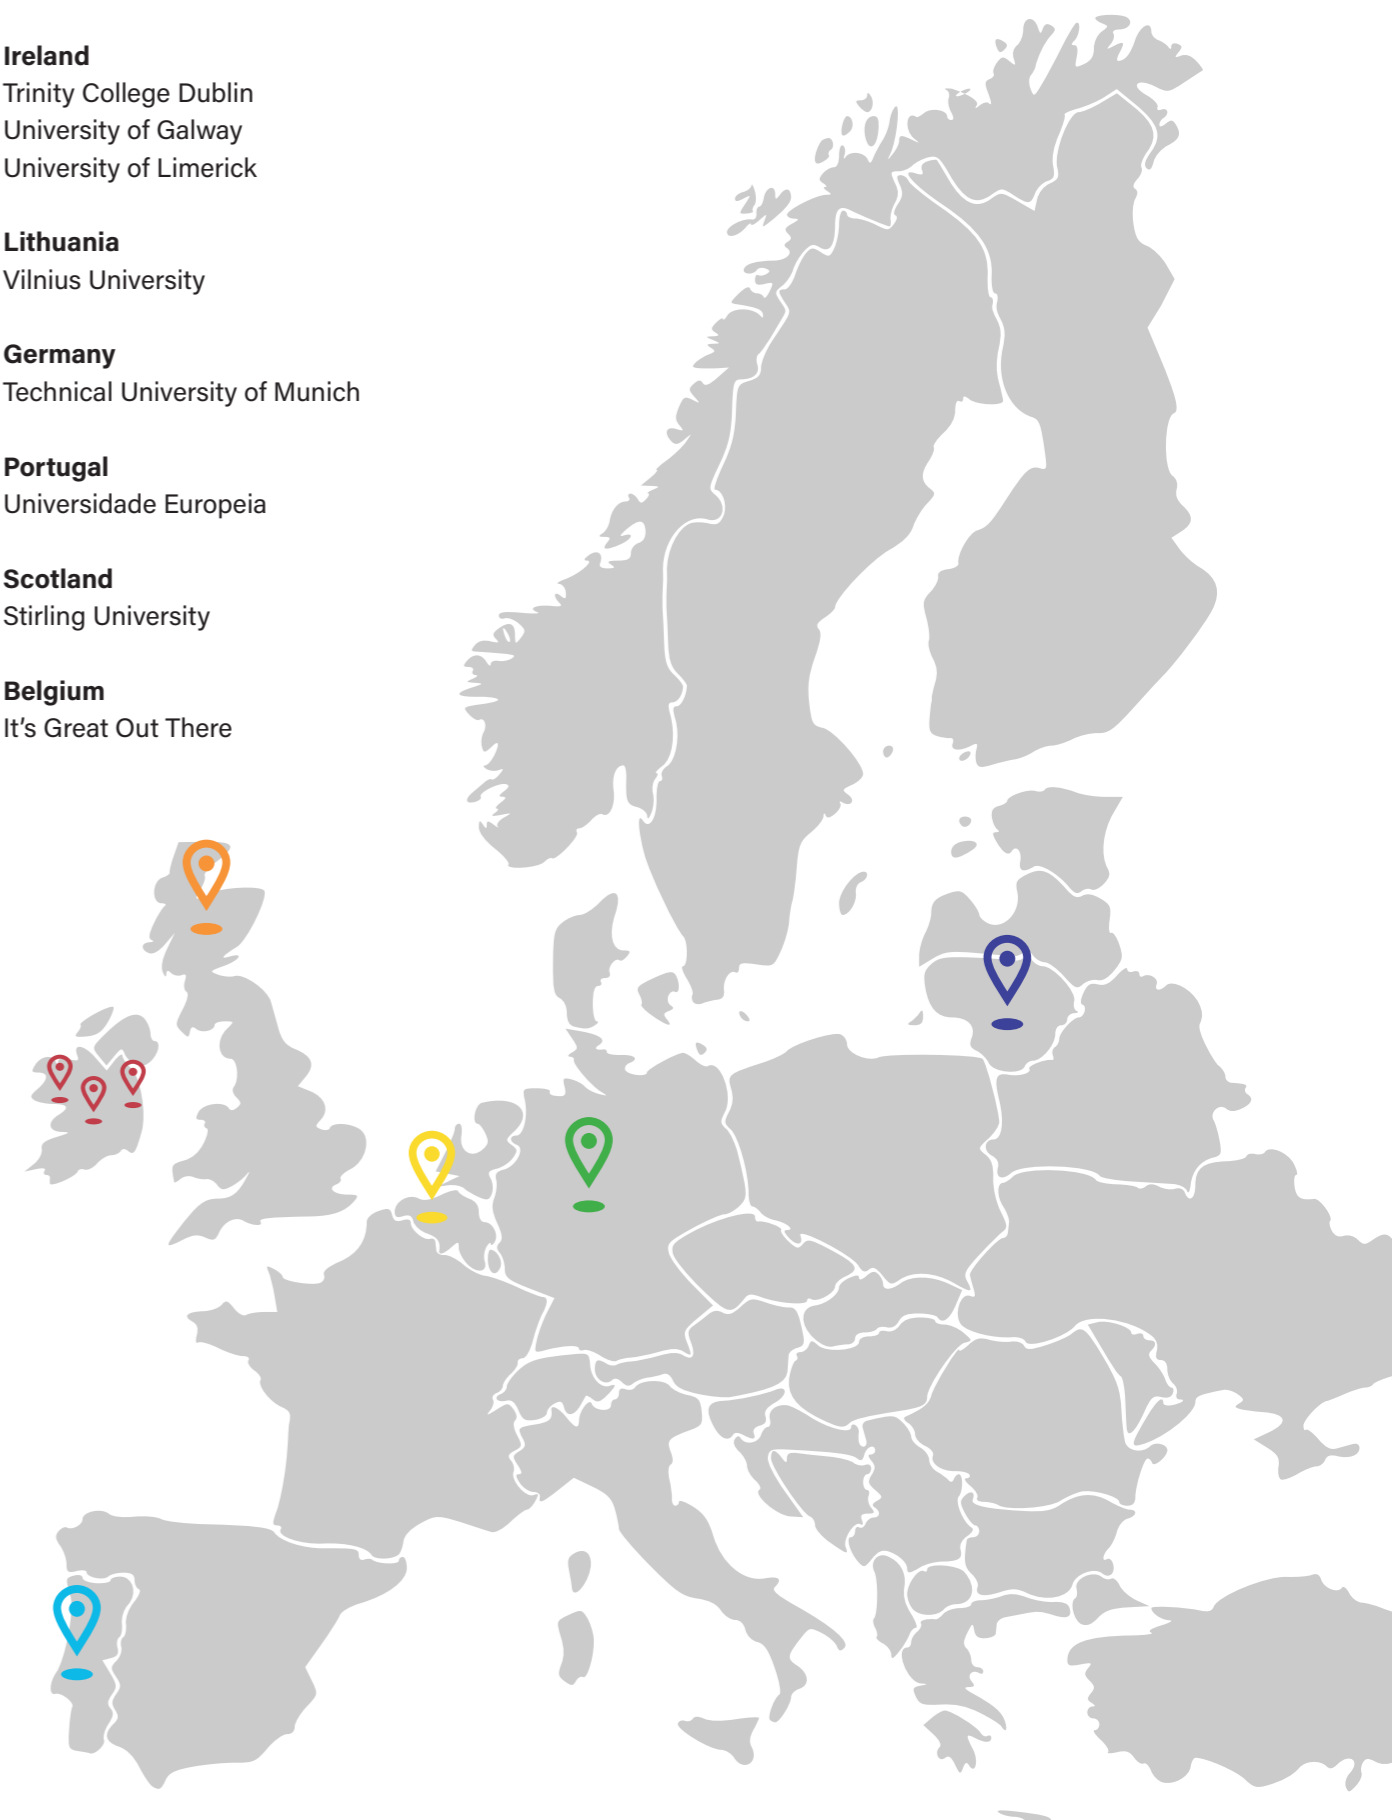 Ireland
Trinity College Dublin
University of Galway
University of Limerick
Lithuania
Vilnius University
Germany
Technical University of Munich
Portugal
Universidade Europeia
Scotland
Stirling University
Belgium
It's Great Out There